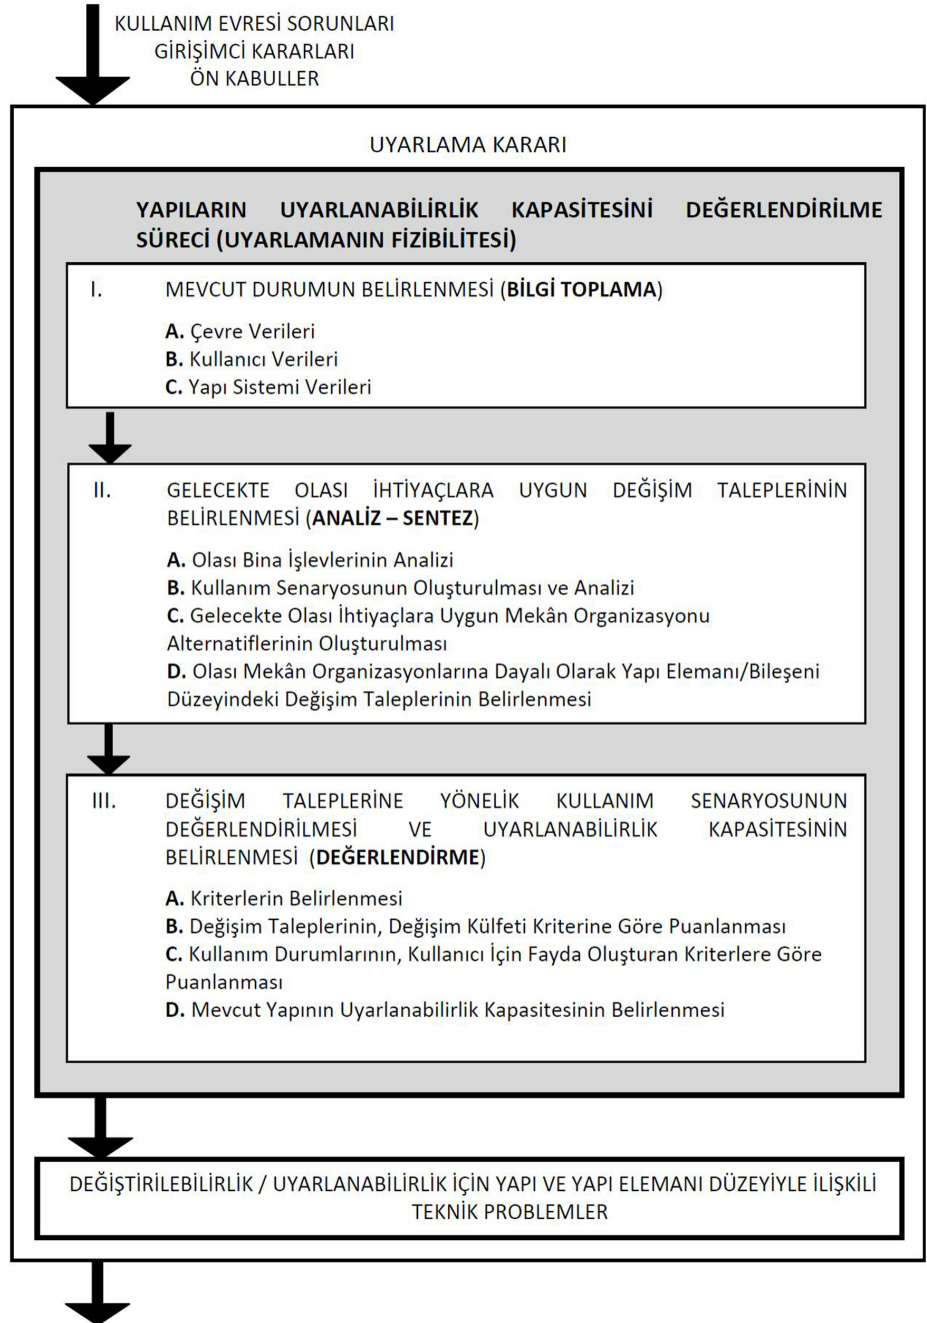 KULLANIM EVRESİ SORUNLARI
GİRİŞİMCİ KARARLARI
ÖN KABULLER
UYARLAMA KARARI
YAPILARIN UYARLANABİLİRLİK KAPASİTESİNİ DEĞERLENDİRİLME
SÜRECİ (UYARLAMANIN FİZİBİLİTESİ)
I. MEVCUT DURUMUN BELİRLENMESİ (BİLGİ TOPLAMA)
A. Çevre Verileri
B. Kullanıcı Verileri
C. Yapı Sistemi Verileri
II. GELECEKTE OLASI İHTİYAÇLARA UYGUN DEĞİŞİM TALEPLERİNİN
BELİRLENMESİ (ANALİZ – SENTEZ)
A. Olası Bina İşlevlerinin Analizi
B. Kullanım Senaryosunun Oluşturulması ve Analizi
C. Gelecekte Olası İhtiyaçlara Uygun Mekân Organizasyonu
Alternatiflerinin Oluşturulması
D. Olası Mekân Organizasyonlarına Dayalı Olarak Yapı Elemanı/Bileşeni
Düzeyindeki Değişim Taleplerinin Belirlenmesi
III. DEĞİŞİM TALEPLERİNE YÖNELİK KULLANIM SENARYOSUNUN
DEĞERLENDİRİLMESİ VE UYARLANABİLİRLİK KAPASİTESİNİN
BELİRLENMESİ (DEĞERLENDİRME)
A. Kriterlerin Belirlenmesi
B. Değişim Taleplerinin, Değişim Külfeti Kriterine Göre Puanlanması
C. Kullanım Durumlarının, Kullanıcı İçin Fayda Oluşturan Kriterlere Göre
Puanlanması
D. Mevcut Yapının Uyarlanabilirlik Kapasitesinin Belirlenmesi
DEĞİŞTİRİLEBİLİRLİK / UYARLANABİLİRLİK İÇİN YAPI VE YAPI ELEMANI DÜZEYİYLE İLİŞKİLİ
TEKNİK PROBLEMLER